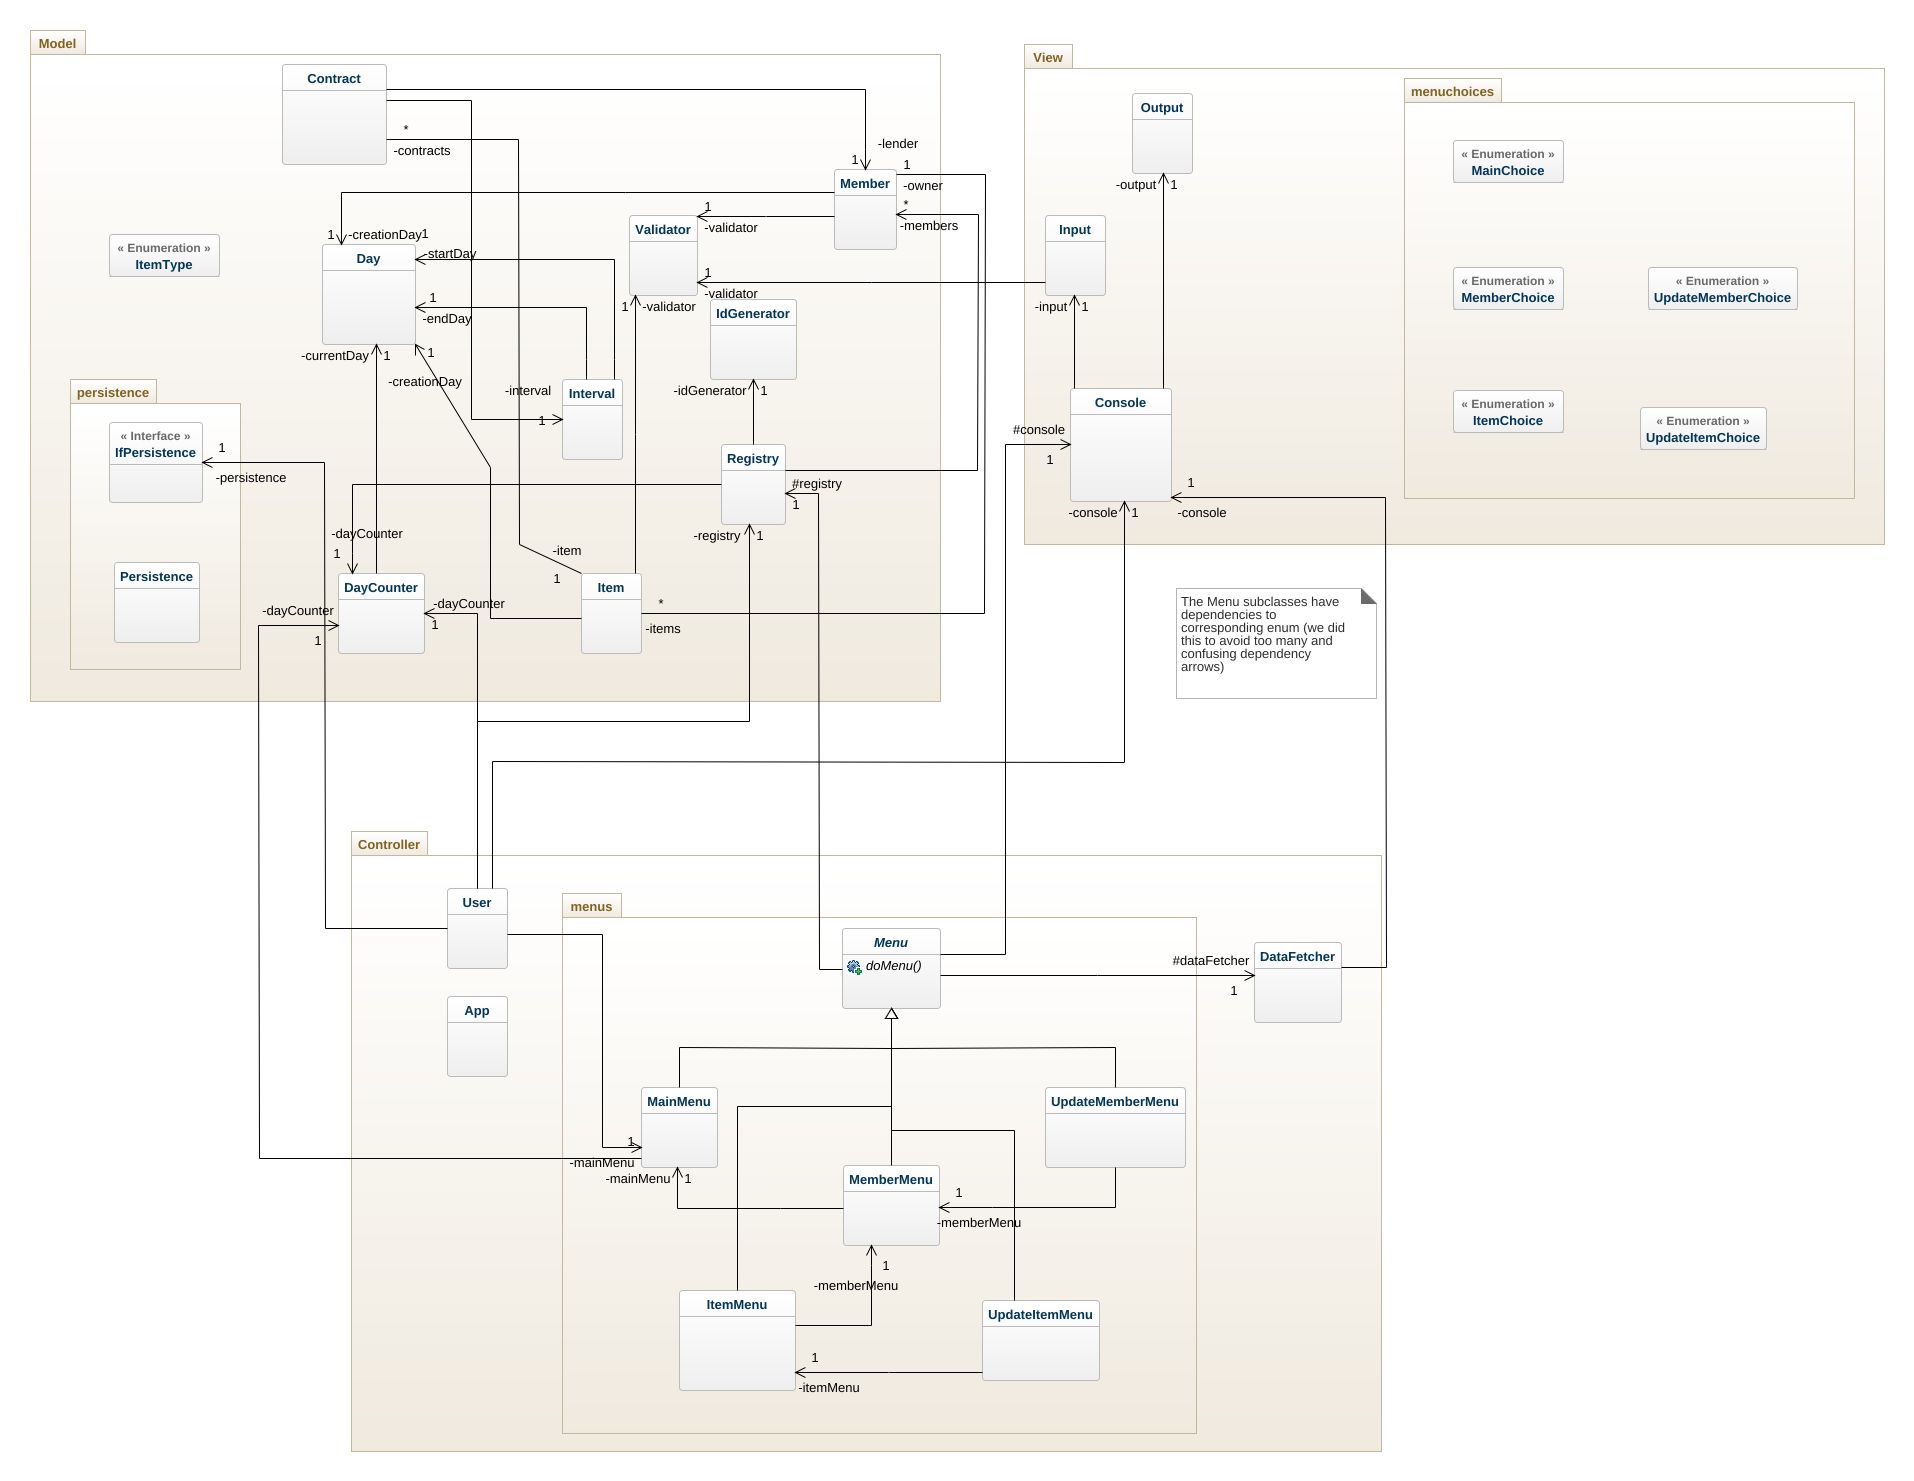 Model
Contract
*
-contracts
-lender
1
1
-owner
Member
*
-members
1
-validator
Validator
« Enumeration »
ItemType
1
-creationDay
1
-startDay
Day
1
-endDay
1
-validator
1
-validator
IdGenerator
-currentDay
1
1
-creationDay
-interval
1
Interval
-idGenerator
1
persistence
« Interface »
IfPersistence
1
-persistence
Persistence
Registry
#registry
1
-registry
1
-dayCounter
1
-item
1
DayCounter
-dayCounter
1
-dayCounter
1
Item
*
-items
View
Output
-output
1
Input
-input
1
Console
#console
1
-console
1
1
-console
menuchoices
« Enumeration »
MainChoice
« Enumeration »
MemberChoice
« Enumeration »
UpdateMemberChoice
« Enumeration »
ItemChoice
« Enumeration »
UpdateItemChoice
The Menu subclasses have
dependencies to
corresponding enum (we did
this to avoid too many and
confusing dependency
arrows)
Controller
User
App
menus
Menu
doMenu()
#dataFetcher
1
DataFetcher
MainMenu
1
-mainMenu
-mainMenu
1
UpdateMemberMenu
MemberMenu
1
-memberMenu
1
-memberMenu
ItemMenu
UpdateItemMenu
1
-itemMenu